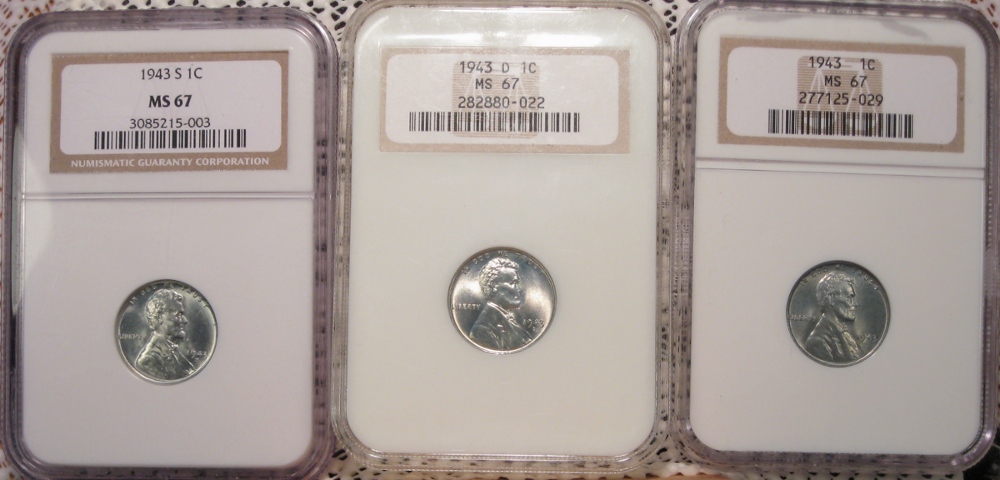 1943 S 1C
MS 67
3085215-003
NUMISMATIC GUARANTY CORPORATION
1943 D 1C
MS 67
282880-022
1943 1C
MS 67
277125-029
LIBERTY